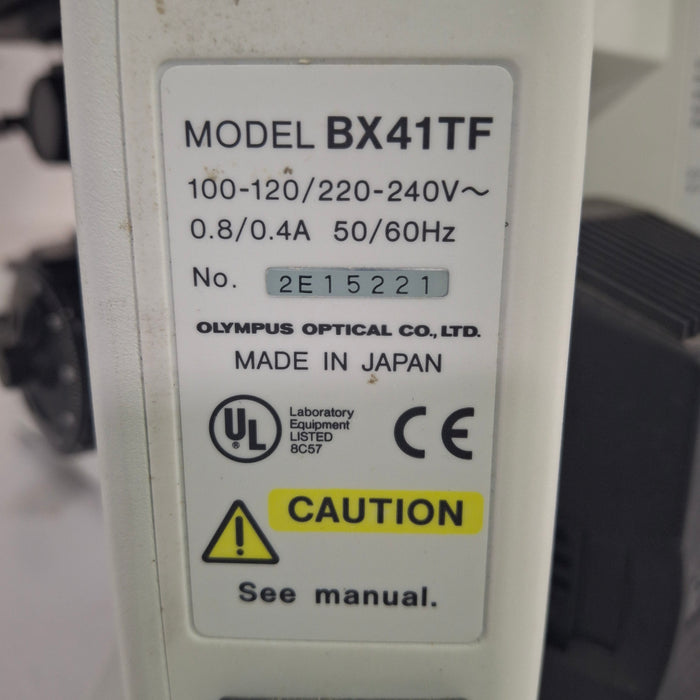 MODEL BX41TF
100-120/220-240V～
0.8/0.4A 50/60Hz
No. 2E15221
OLYMPUS OPTICAL CO., LTD.
MADE IN JAPAN
UL ®
Laboratory
Equipment
LISTED
8C57
CE
CAUTION
!
See manual.